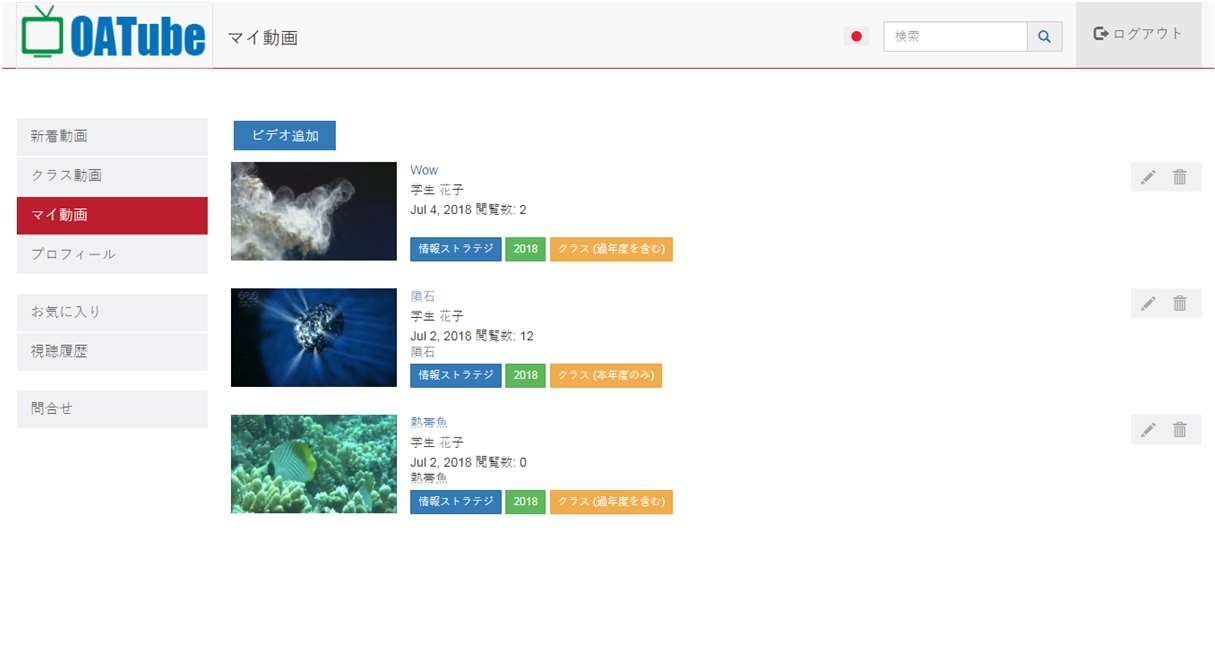 OATube マイ動画 検索 ログアウト
新着動画
クラス動画
マイ動画
プロフィール
お気に入り
視聴履歴
問合せ
ビデオ追加
Wow
学生 花子
Jul 4, 2018 閲覧数: 2
情報ストラテジ 2018 クラス (過年度を含む)
隕石
学生 花子
Jul 2, 2018 閲覧数: 12
隕石
情報ストラテジ 2018 クラス (本年度のみ)
熱帯魚
学生 花子
Jul 2, 2018 閲覧数: 0
熱帯魚
情報ストラテジ 2018 クラス (過年度を含む)